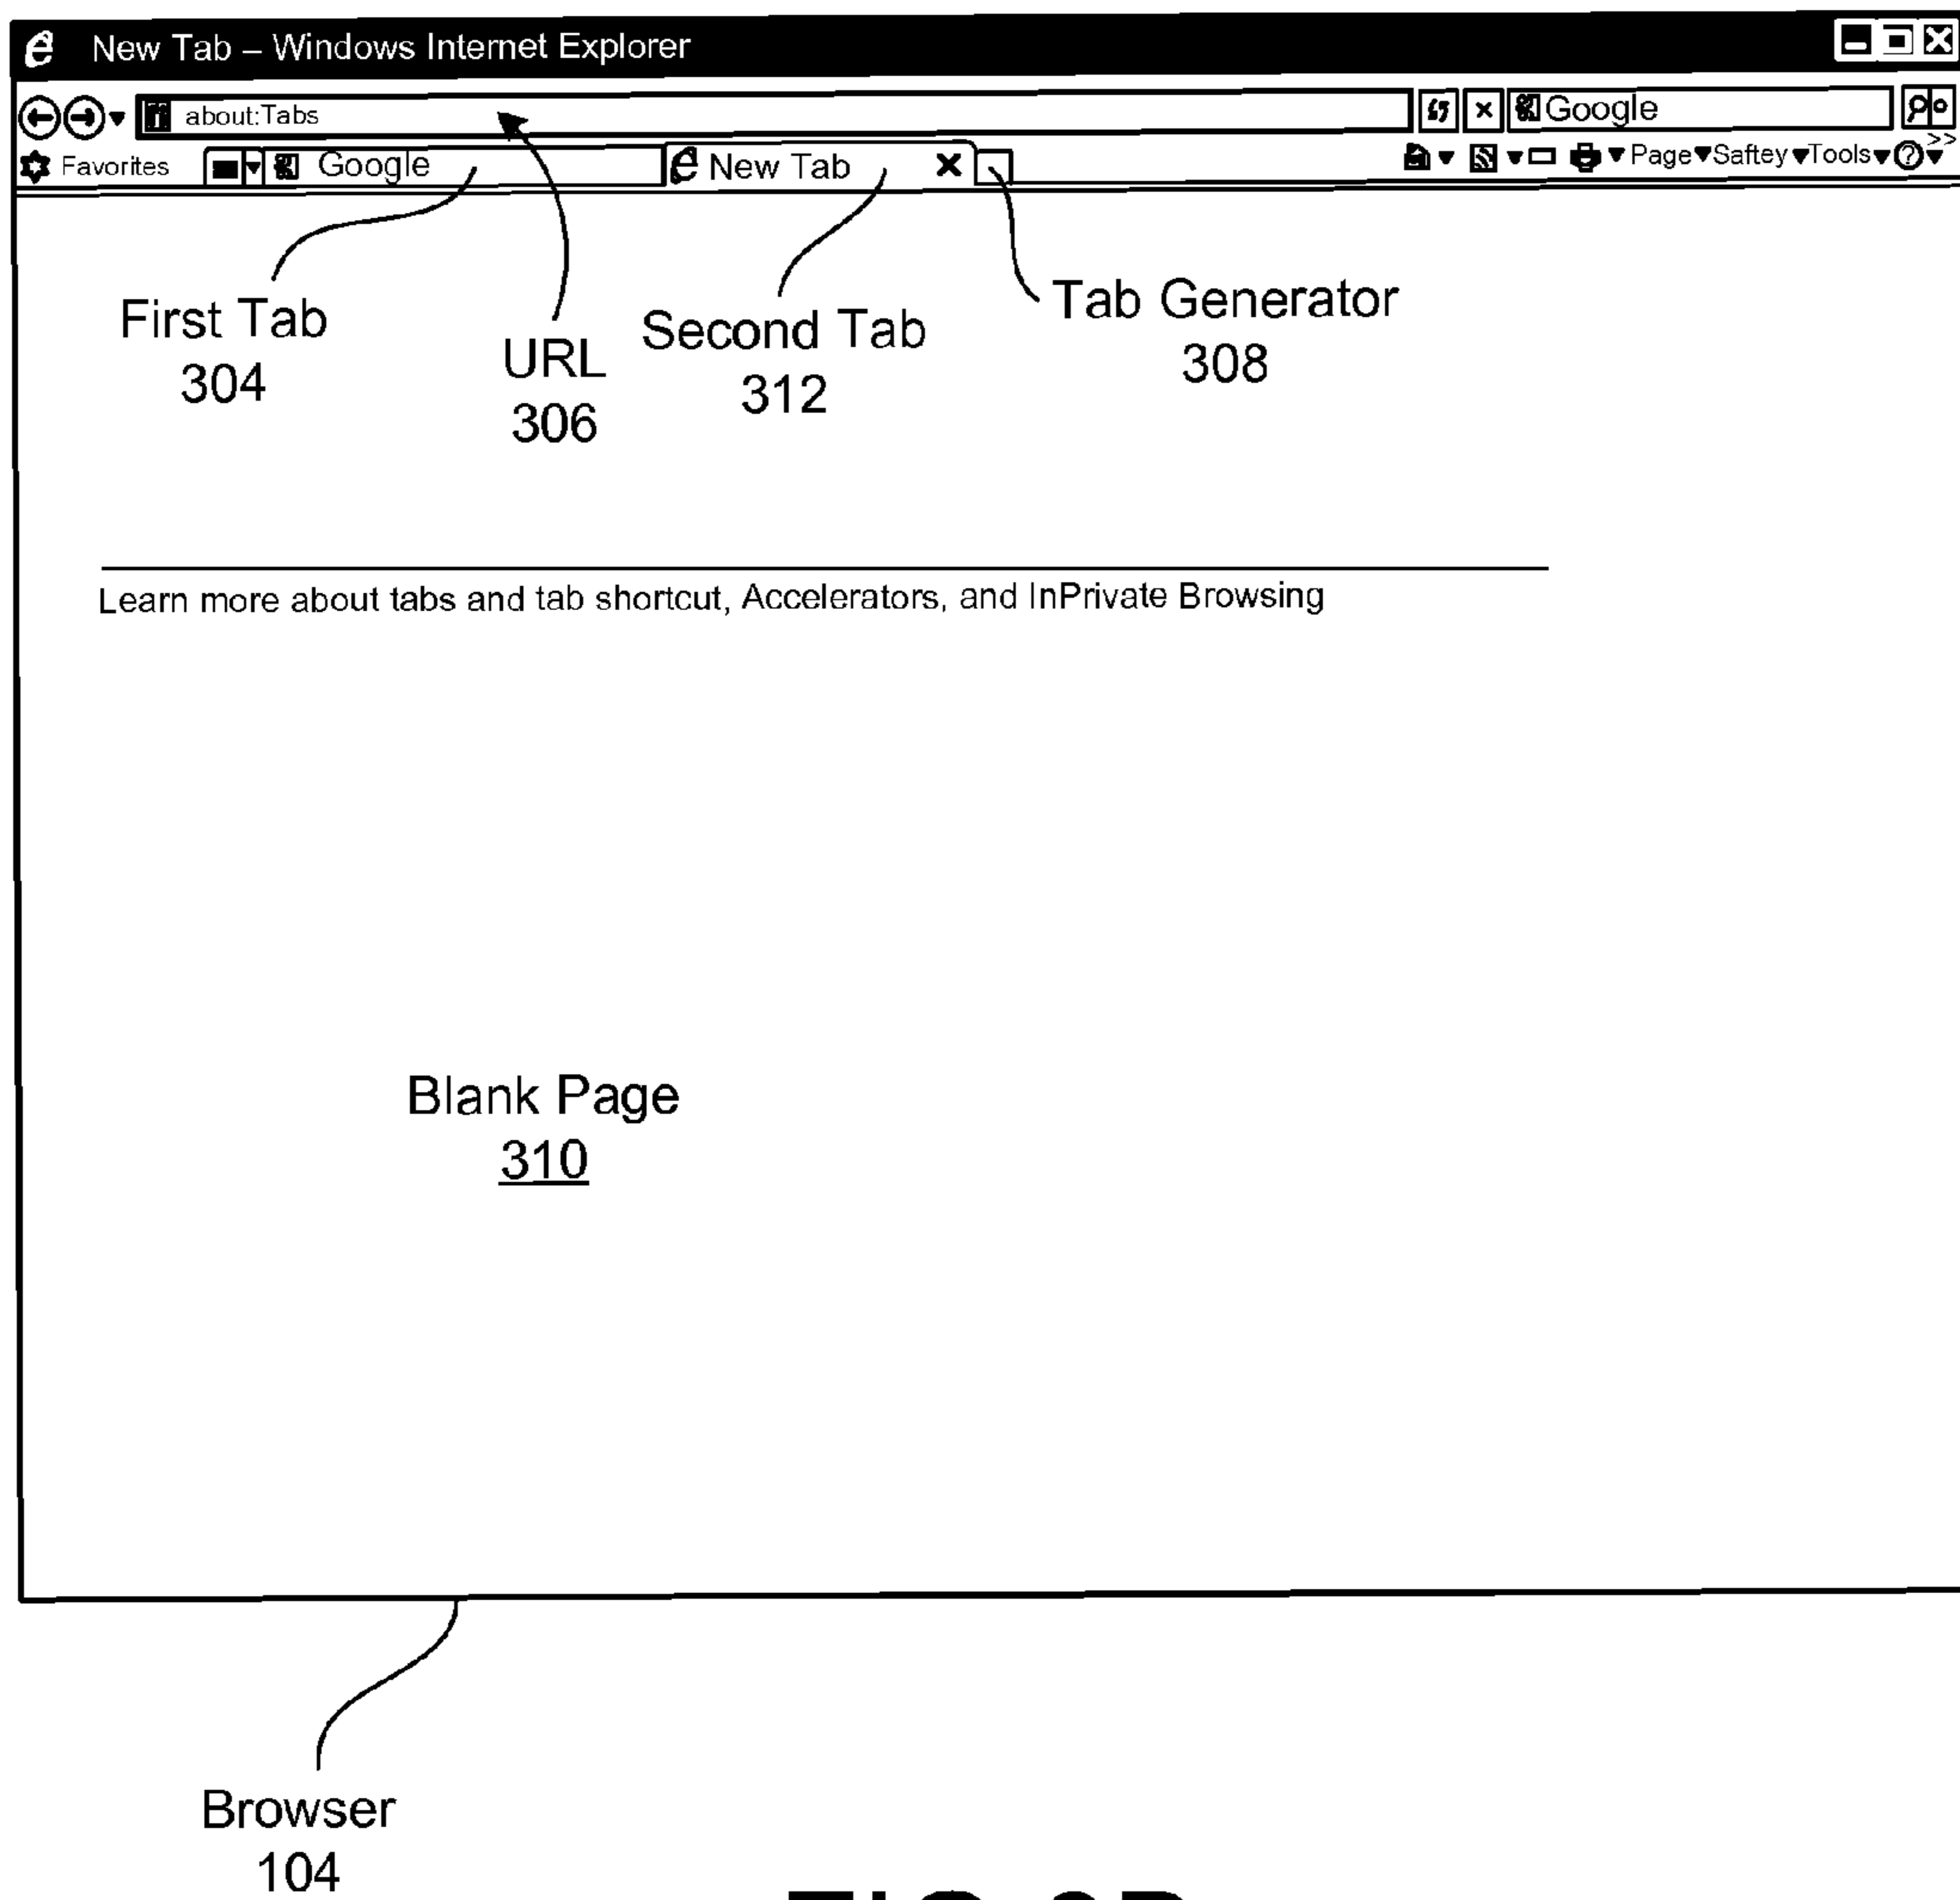 New Tab – Windows Internet Explorer
about:Tabs
Google
Favorites
Google
New Tab
Page
Saftey
Tools
?
>>
First Tab
304
URL
306
Second Tab
312
Tab Generator
308
Learn more about tabs and tab shortcut, Accelerators, and InPrivate Browsing
Blank Page
310
Browser
104